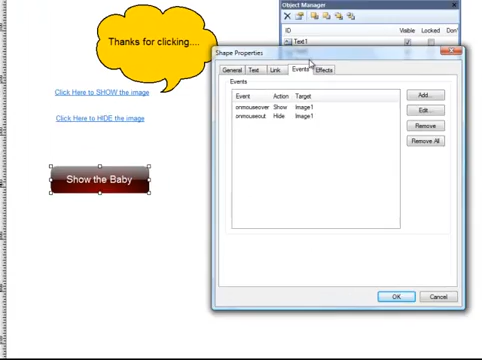 Object Manager
ID Visible Locked Don'
Text1
Thanks for clicking....
Shape Properties
General Text Link Events Effects
Events
Event Action Target
onmouseover Show Image1
onmouseout Hide Image1
Add...
Edit...
Remove
Remove All
Click Here to SHOW the image
Click Here to HIDE the image
Show the Baby
OK Cancel